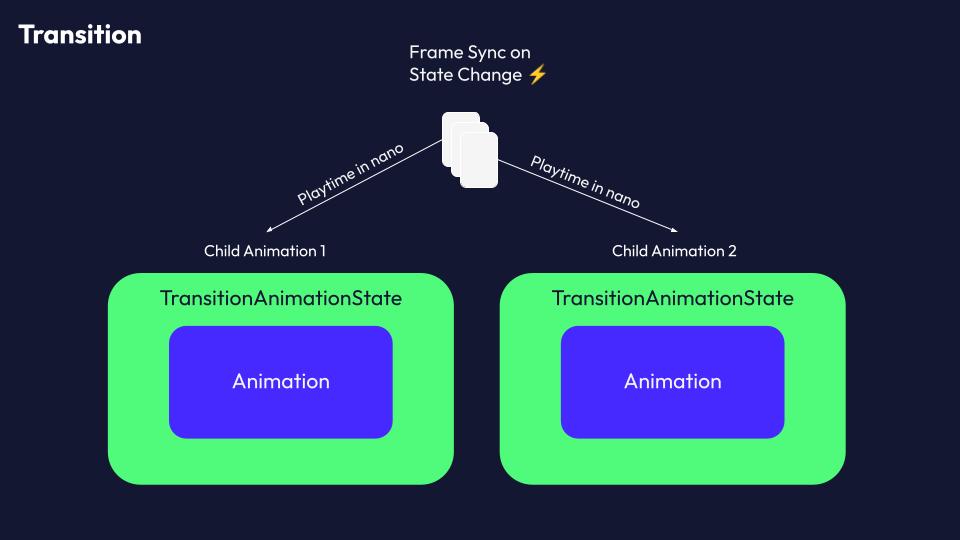 Transition
Frame Sync on
State Change ⚡
Playtime in nano
Playtime in nano
Child Animation 1
Child Animation 2
TransitionAnimationState
TransitionAnimationState
Animation
Animation